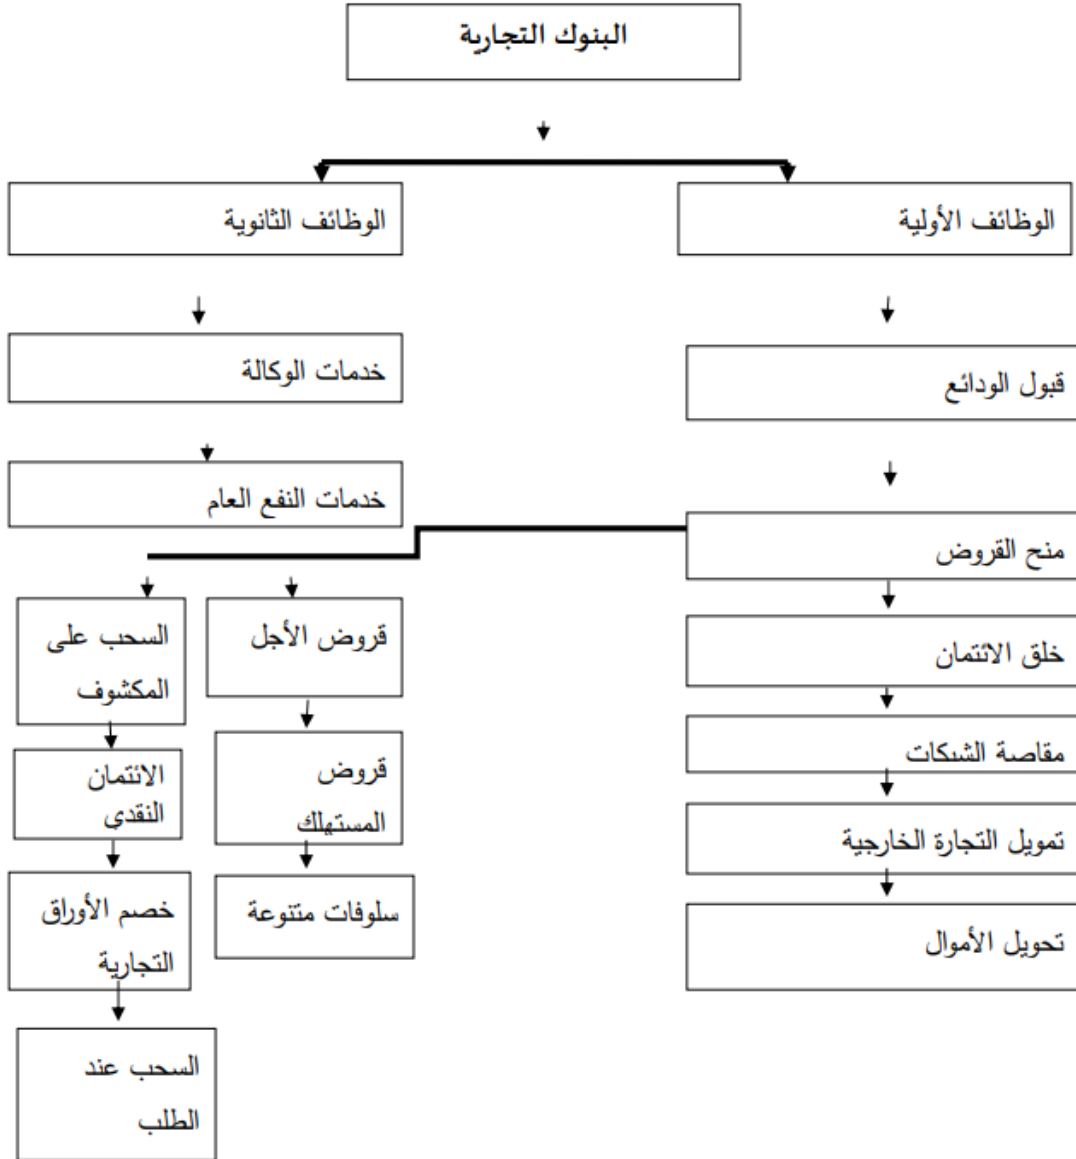 البنوك التجارية
الوظائف الأولية
الوظائف الثانوية
قبول الودائع
خدمات الوكالة
منح القروض
خدمات النفع العام
خلق الائتمان
مقاصة الشبكات
تمويل التجارة الخارجية
تحويل الأموال
قروض الأجل
قروض
المستهلك
سلوفات متنوعة
السحب على
المكشوف
الائتمان
النقدي
خصم الأوراق
التجارية
السحب عند
الطلب